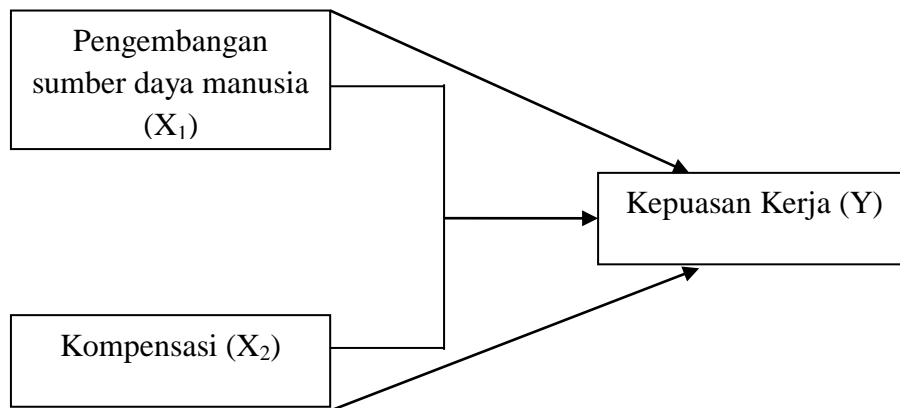 Pengembangan
sumber daya manusia
(X₁)
Kepuasan Kerja (Y)
Kompensasi (X₂)